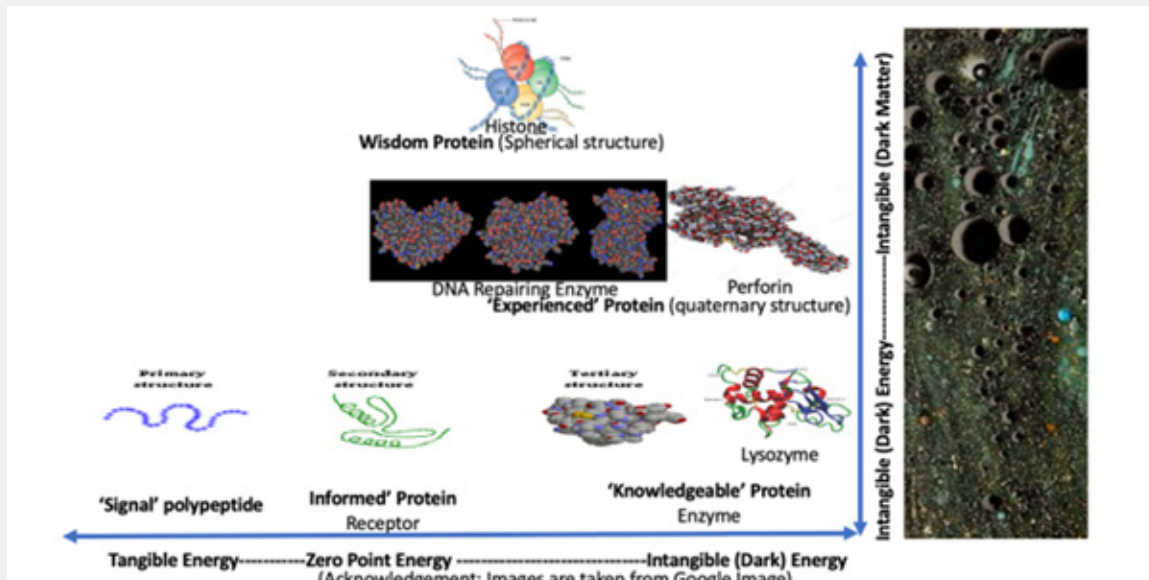 Histone
Wisdom Protein (Spherical structure)
DNA Repairing Enzyme
Perforin
'Experienced' Protein (quaternary structure)
Primary
structure
Secondary
structure
Tertiary
structure
Lysozyme
'Signal' polypeptide
Informed' Protein
Receptor
'Knowledgeable' Protein
Enzyme
Tangible Energy----------Zero Point Energy -----------------------Intangible (Dark) Energy
(Acknowledgement: Images are taken from Google Image)
Intangible (Dark) Energy----------Intangible (Dark Matter)